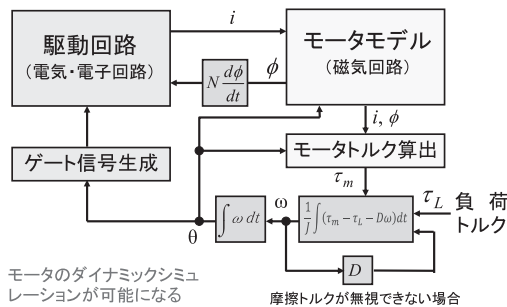 駆動回路
(電気・電子回路)
i
モータモデル
(磁気回路)
N dφ/dt
φ
i, φ
ゲート信号生成
モータトルク算出
τm
θ
∫ω dt
ω
1/J ∫(τm−τL−Dω)dt
τL 負荷
トルク
D
モータのダイナミックシミュ
レーションが可能になる
摩擦トルクが無視できない場合